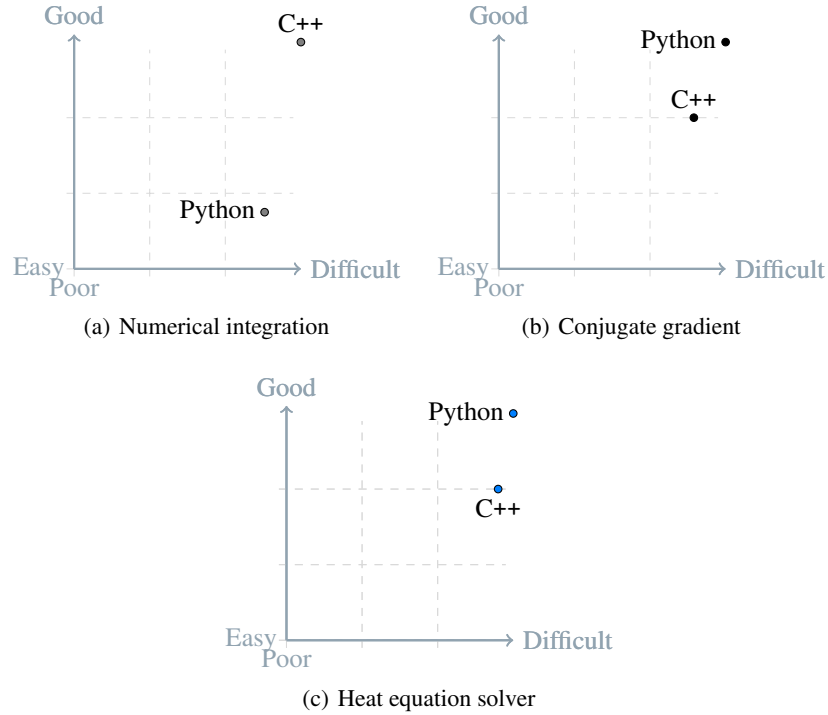 Good
C++
Python
Easy
Difficult
Poor
(a) Numerical integration
Good
Python
C++
Easy
Difficult
Poor
(b) Conjugate gradient
Good
Python
C++
Easy
Difficult
Poor
(c) Heat equation solver